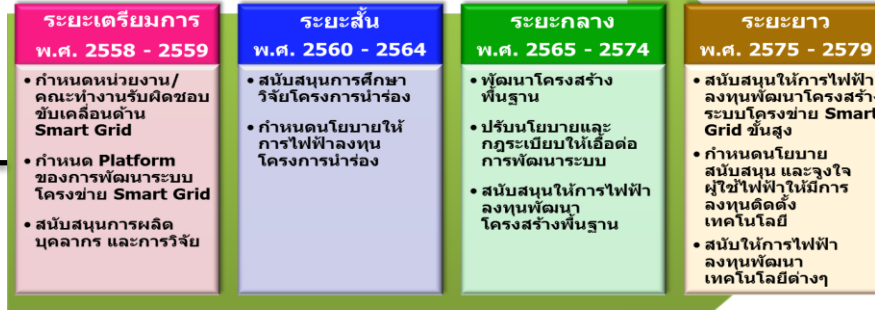 ระยะเตรียมการ
พ.ศ. 2558 - 2559
• กำหนดหน่วยงาน/
คณะทำงานรับผิดชอบ
ขับเคลื่อนด้าน
Smart Grid
• กำหนด Platform
ของการพัฒนาระบบ
โครงข่าย Smart Grid
• สนับสนุนการผลิต
บุคลากร และการวิจัย
ระยะสั้น
พ.ศ. 2560 - 2564
• สนับสนุนการศึกษา
วิจัยโครงการนำร่อง
• กำหนดนโยบายให้
การไฟฟ้าลงทุน
โครงการนำร่อง
ระยะกลาง
พ.ศ. 2565 - 2574
• พัฒนาโครงสร้าง
พื้นฐาน
• ปรับนโยบายและ
กฎระเบียบให้เอื้อต่อ
การพัฒนาระบบ
• สนับสนุนให้การไฟฟ้า
ลงทุนพัฒนา
โครงสร้างพื้นฐาน
ระยะยาว
พ.ศ. 2575 - 2579
• สนับสนุนให้การไฟฟ้า
ลงทุนพัฒนาโครงสร้าง
ระบบโครงข่าย Smart
Grid ขั้นสูง
• กำหนดนโยบาย
สนับสนุน และจูงใจ
ผู้ใช้ไฟฟ้าให้มีการ
ลงทุนติดตั้ง
เทคโนโลยี
• สนับให้การไฟฟ้า
ลงทุนพัฒนา
เทคโนโลยีต่างๆ